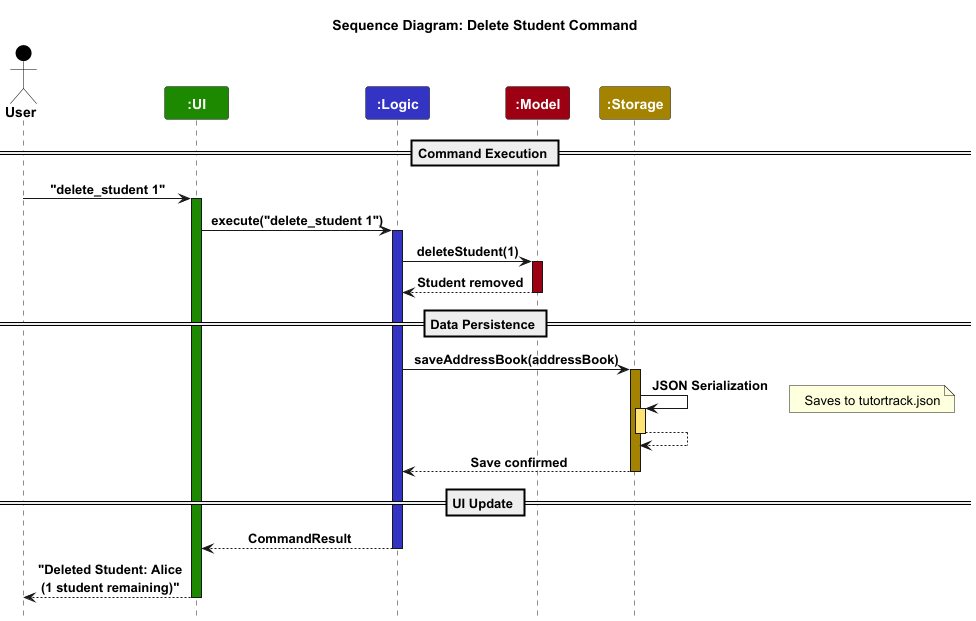 Sequence Diagram: Delete Student Command
User
:UI
:Logic
:Model
:Storage
Command Execution
"delete_student 1"
execute("delete_student 1")
deleteStudent(1)
Student removed
Data Persistence
saveAddressBook(addressBook)
JSON Serialization
Saves to tutortrack.json
Save confirmed
UI Update
CommandResult
"Deleted Student: Alice
(1 student remaining)"